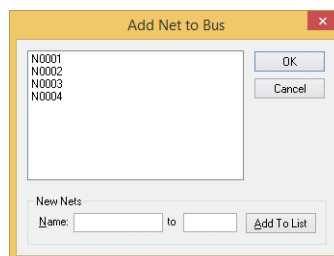 Add Net to Bus
N0001
N0002
N0003
N0004
OK
Cancel
New Nets
Name: to Add To List